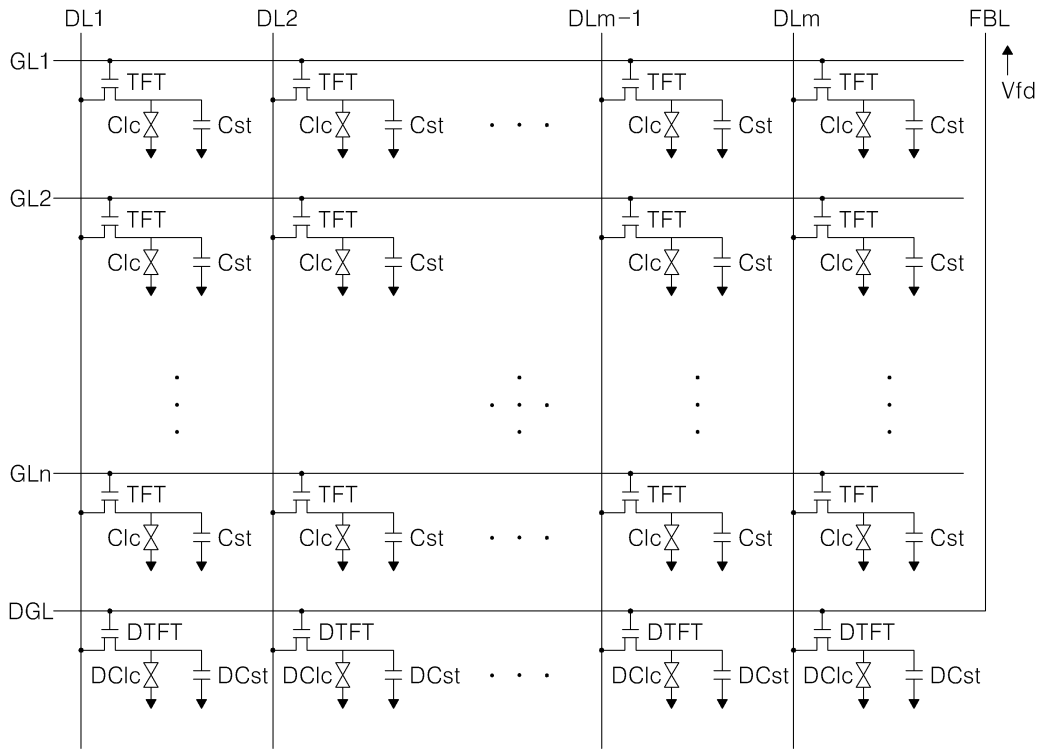 DL1 DL2 DLm-1 DLm FBL
GL1
TFT TFT TFT TFT
Vfd
Clc Cst Clc Cst Clc Cst Clc Cst
GL2
TFT TFT TFT TFT
Clc Cst Clc Cst Clc Cst Clc Cst
GLn
TFT TFT TFT TFT
Clc Cst Clc Cst Clc Cst Clc Cst
DGL
DTFT DTFT DTFT DTFT
DClc DCst DClc DCst DClc DCst DClc DCst